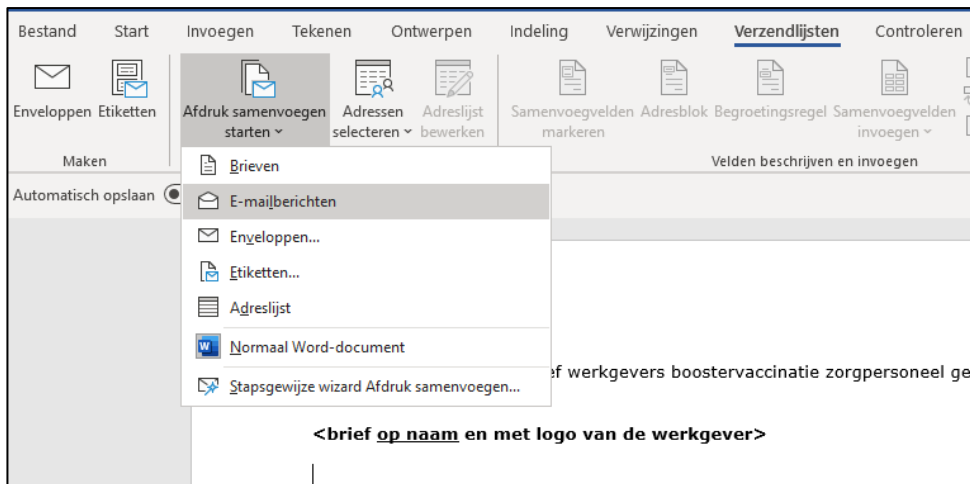 Bestand Start Invoegen Tekenen Ontwerpen Indeling Verwijzingen Verzendlijsten Controleren
Enveloppen Etiketten Afdruk samenvoegen Adressen Adreslijst Samenvoegvelden Adresblok Begroetingsregel Samenvoegvelden
starten selecteren bewerken markeren invoegen
Maken Velden beschrijven en invoegen
Brieven
Automatisch opslaan
E-mailberichten
Enveloppen...
Etiketten...
Adreslijst
Normaal Word-document
Stapsgewijze wizard Afdruk samenvoegen...
ef werkgevers boostervaccinatie zorgpersoneel ge
<brief op naam en met logo van de werkgever>